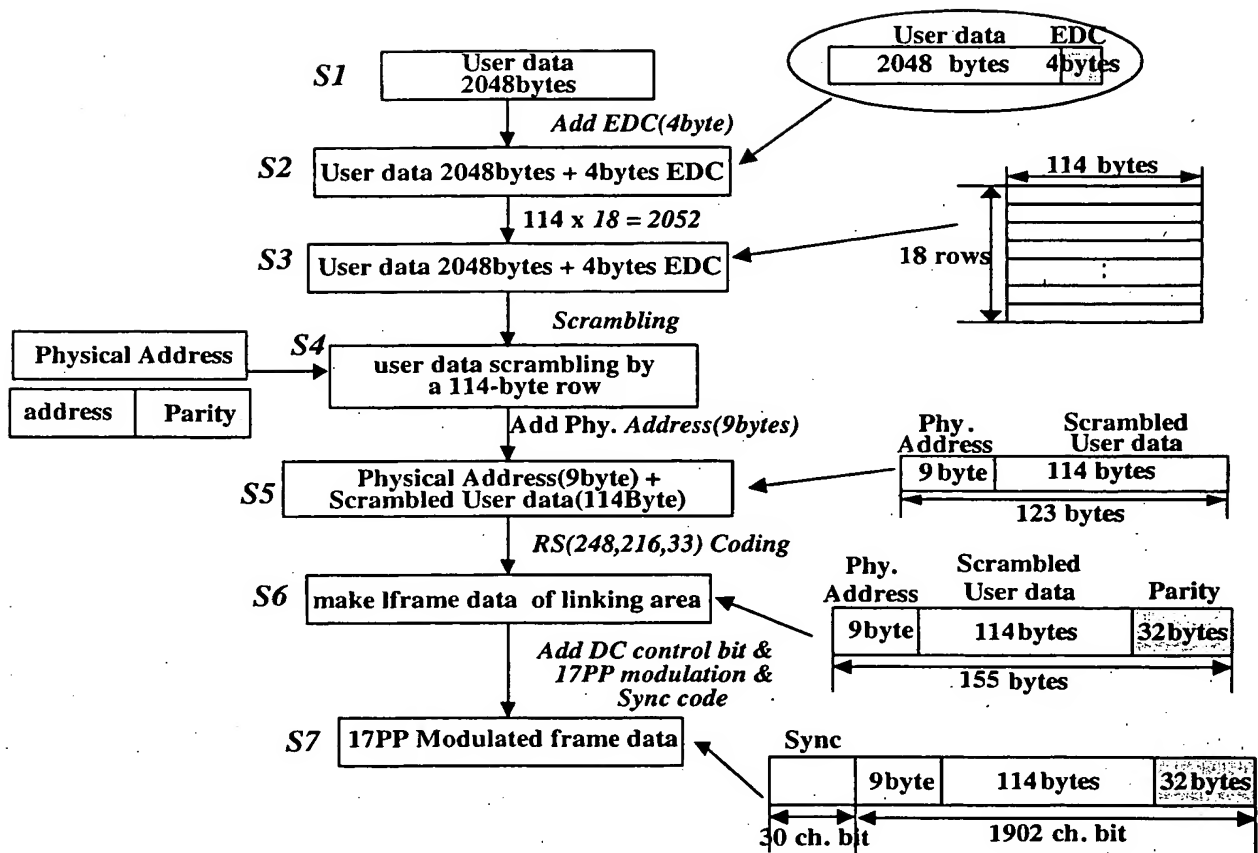 User data EDC
2048 bytes 4bytes
S1
User data
2048bytes
Add EDC(4byte)
S2
User data 2048bytes + 4bytes EDC
114 bytes
114 x 18 = 2052
S3
User data 2048bytes + 4bytes EDC
18 rows
Scrambling
Physical Address
address Parity
S4
user data scrambling by
a 114-byte row
Add Phy. Address(9bytes)
Phy.
Address
Scrambled
User data
9 byte 114 bytes
123 bytes
S5
Physical Address(9byte) +
Scrambled User data(114Byte)
RS(248,216,33) Coding
Phy.
Address
Scrambled
User data
Parity
9byte 114bytes 32bytes
155 bytes
S6
make 1frame data of linking area
Add DC control bit &
17PP modulation &
Sync code
S7
17PP Modulated frame data
Sync
9byte 114bytes 32bytes
30 ch. bit 1902 ch. bit